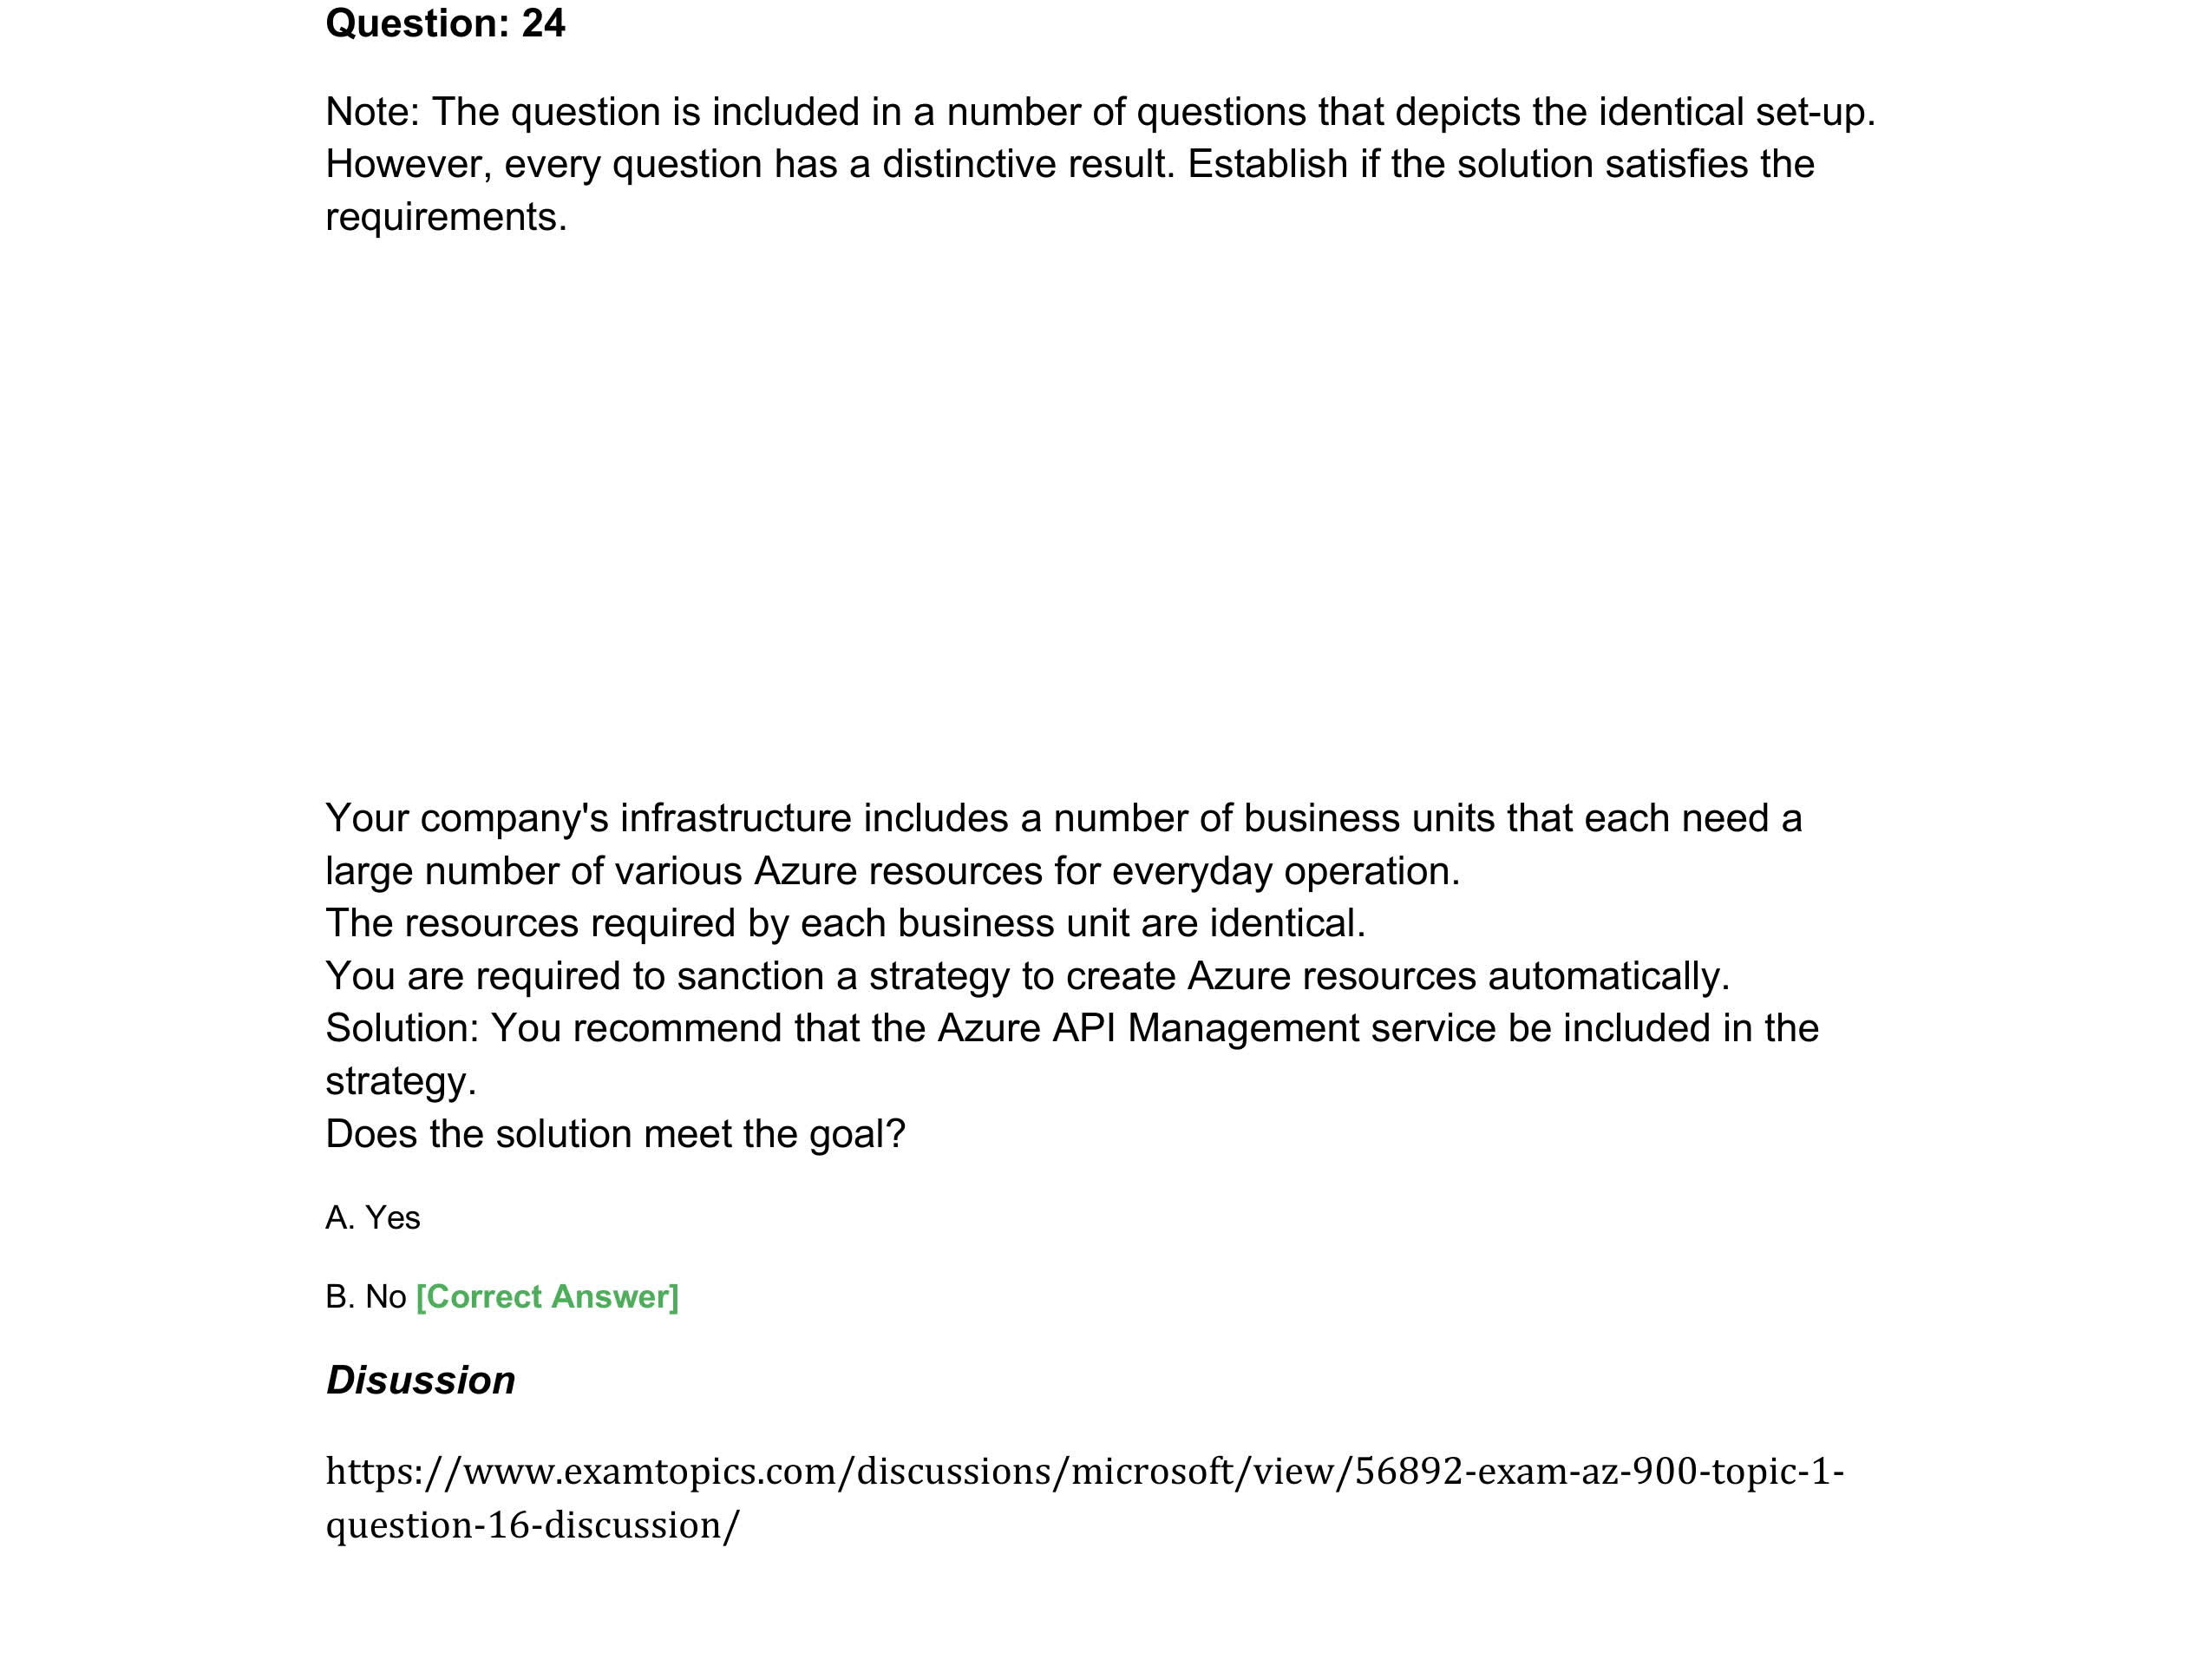 Question: 24
Note: The question is included in a number of questions that depicts the identical set-up.
However, every question has a distinctive result. Establish if the solution satisfies the
requirements.
Your company's infrastructure includes a number of business units that each need a
large number of various Azure resources for everyday operation.
The resources required by each business unit are identical.
You are required to sanction a strategy to create Azure resources automatically.
Solution: You recommend that the Azure API Management service be included in the
strategy.
Does the solution meet the goal?
A. Yes
B. No [Correct Answer]
Disussion
https://www.examtopics.com/discussions/microsoft/view/56892-exam-az-900-topic-1-
question-16-discussion/